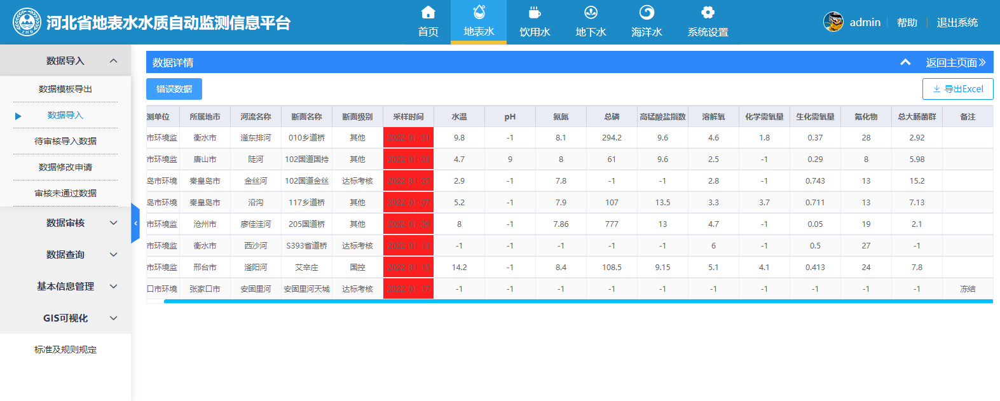 河北省地表水水质自动监测信息平台
首页 地表水 饮用水 地下水 海洋水 系统设置
admin 帮助 退出系统
数据导入
数据模板导出
数据导入
待审核导入数据
数据修改申请
审核未通过数据
数据审核
数据查询
基本信息管理
GIS可视化
标准及规则规定
数据详情 返回主页面
错误数据 导出Excel
测单位 所属地市 河流名称 断面名称 断面级别 采样时间 水温 pH 氨氮 总磷 高锰酸盐指数 溶解氧 化学需氧量 生化需氧量 氟化物 总大肠菌群 备注
市环境监 衡水市 滏东排河 010乡道桥 其他 2022-01-01 9.8 -1 8.1 294.2 9.6 4.6 1.8 0.37 28 2.92
市环境监 唐山市 陡河 102国道国持 其他 2022-01-03 4.7 9 8 61 9.6 2.5 -1 0.29 8 5.98
岛市环境 秦皇岛市 金丝河 102国道金丝 达标考核 2022-01-05 2.9 -1 7.8 -1 -1 2.8 -1 0.743 13 15.2
岛市环境 秦皇岛市 沿沟 117乡道桥 其他 2022-01-07 5.2 -1 7.9 107 13.5 3.3 3.7 0.711 13 7.13
市环境监 沧州市 廖佳洼河 205国道桥 其他 2022-01-09 8 -1 7.86 777 13 4.7 -1 0.05 19 2.1
市环境监 衡水市 西沙河 S393省道桥 达标考核 2022-01-13 -1 -1 -1 -1 -1 6 -1 0.5 27 -1
市环境监 邢台市 滏阳河 艾辛庄 国控 2022-01-15 14.2 -1 8.4 108.5 9.15 5.1 4.1 0.413 24 7.8
口市环境 张家口市 安固里河 安固里河天城 达标考核 2022-01-17 -1 -1 -1 -1 -1 -1 -1 -1 -1 -1 冻结